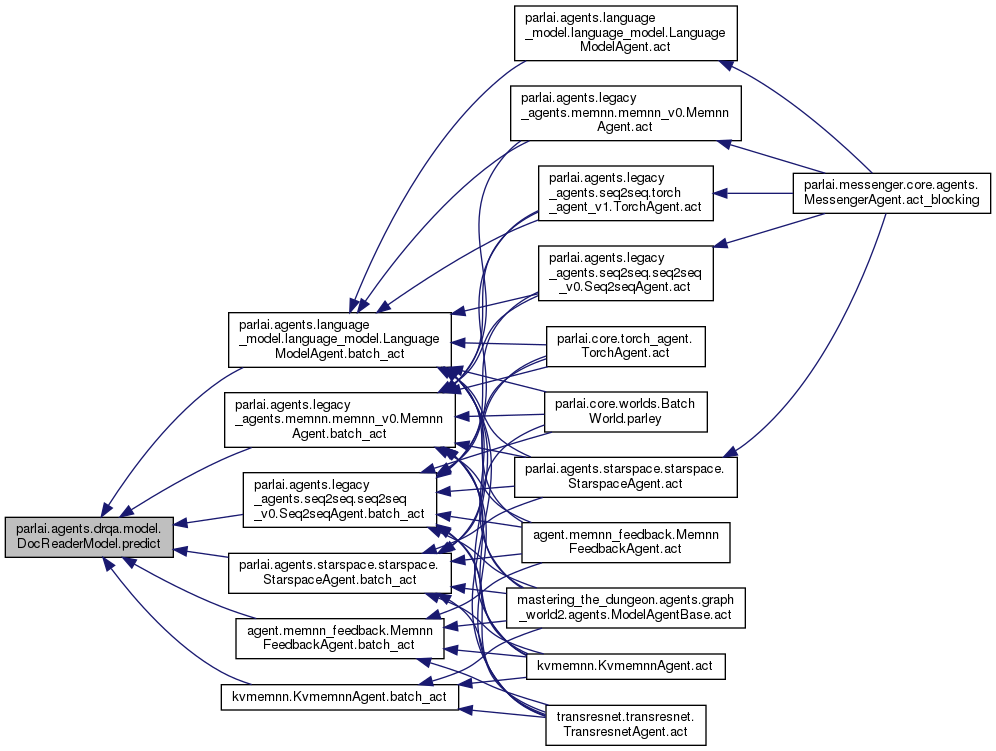 parlai.agents.drqa.model.
DocReaderModel.predict
parlai.agents.language
_model.language_model.Language
ModelAgent.batch_act
parlai.agents.legacy
_agents.memnn.memnn_v0.Memnn
Agent.batch_act
parlai.agents.legacy
_agents.seq2seq.seq2seq
_v0.Seq2seqAgent.batch_act
parlai.agents.starspace.starspace.
StarspaceAgent.batch_act
agent.memnn_feedback.Memnn
FeedbackAgent.batch_act
kvmemnn.KvmemnnAgent.batch_act
parlai.agents.language
_model.language_model.Language
ModelAgent.act
parlai.agents.legacy
_agents.memnn.memnn_v0.Memnn
Agent.act
parlai.agents.legacy
_agents.seq2seq.torch
_agent_v1.TorchAgent.act
parlai.agents.legacy
_agents.seq2seq.seq2seq
_v0.Seq2seqAgent.act
parlai.core.torch_agent.
TorchAgent.act
parlai.core.worlds.Batch
World.parley
parlai.agents.starspace.starspace.
StarspaceAgent.act
agent.memnn_feedback.Memnn
FeedbackAgent.act
mastering_the_dungeon.agents.graph
_world2.agents.ModelAgentBase.act
kvmemnn.KvmemnnAgent.act
transresnet.transresnet.
TransresnetAgent.act
parlai.messenger.core.agents.
MessengerAgent.act_blocking